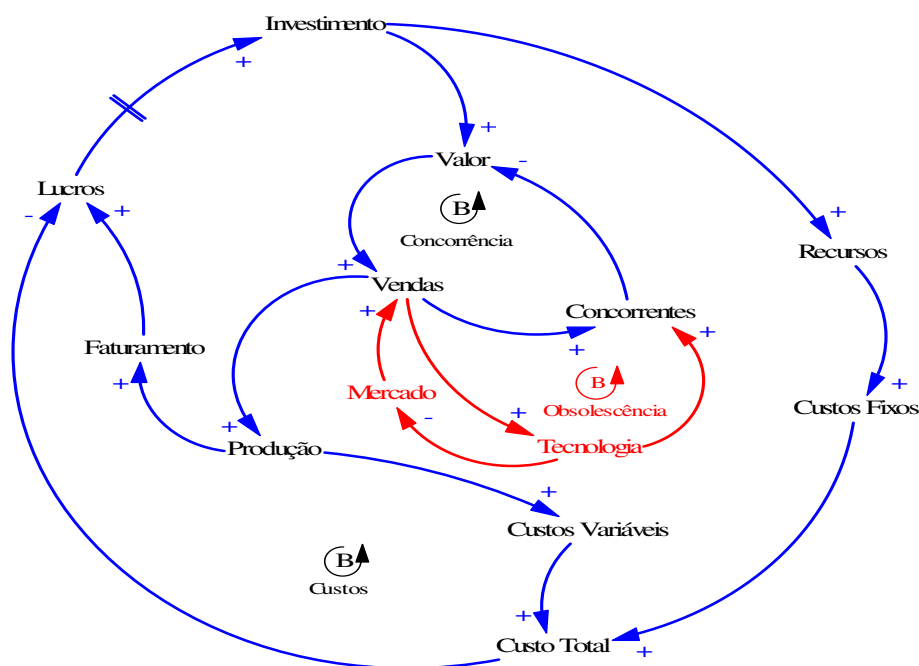 Investimento
+
+
Valor
-
Lucros
-
+
B
Concorrência
+
Recursos
+
Vendas
+
Concorrentes
+
+
Faturamento
+
Mercado
-
B
Obsolescência
+
Custos Fixos
+
Produção
+
Tecnologia
+
Custos Variáveis
B
Custos
+
Custo Total
+